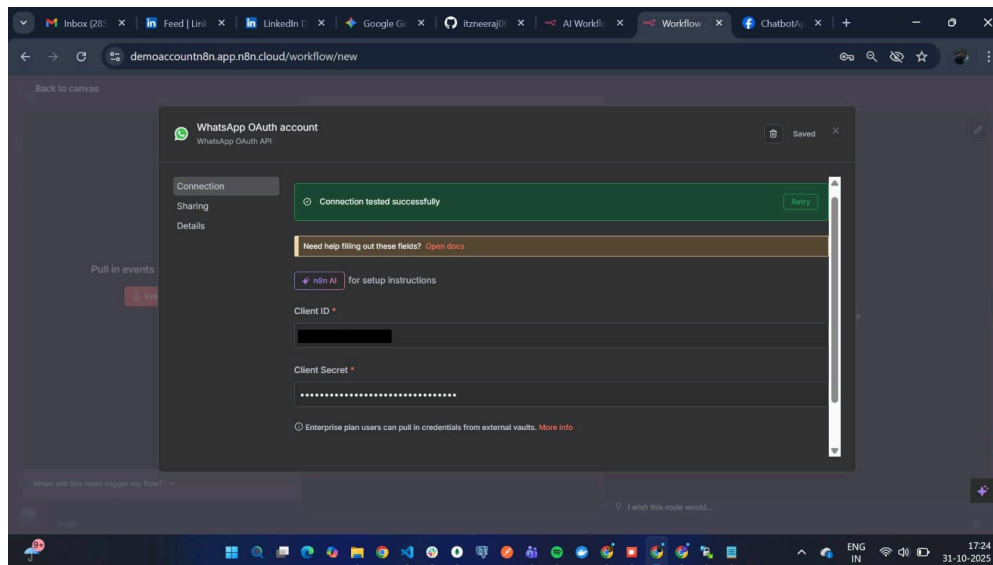 Inbox (285
Feed | Link
LinkedIn D
Google Ge
itzneeraj0
AI Workflo
Workflow
ChatbotAp
demoaccountn8n.app.n8n.cloud/workflow/new
Back to canvas
WhatsApp OAuth account
WhatsApp OAuth API
Saved
Connection
Sharing
Details
Connection tested successfully
Retry
Need help filling out these fields? Open docs
n8n AI for setup instructions
Pull in events
Exe
Client ID *
Client Secret *
Enterprise plan users can pull in credentials from external vaults. More info
When will this node trigger my flow?
I wish this node would...
Logs
9+
ENG
IN
17:24
31-10-2025